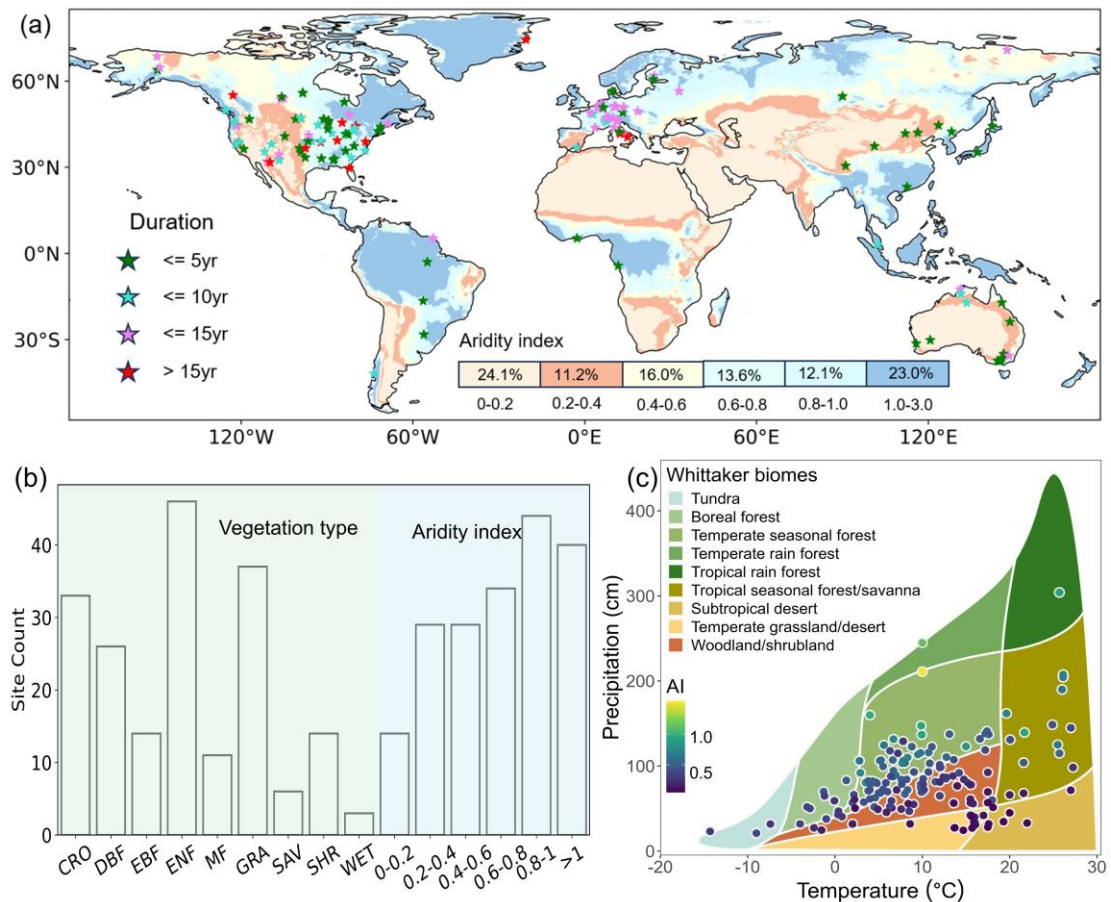 (a)
60°N
30°N
0°N
30°S
120°W
60°W
0°E
60°E
120°E
Duration
<= 5yr
<= 10yr
<= 15yr
> 15yr
Aridity index
24.1% 11.2% 16.0% 13.6% 12.1% 23.0%
0-0.2 0.2-0.4 0.4-0.6 0.6-0.8 0.8-1.0 1.0-3.0
(b)
Vegetation type
Aridity index
Site Count
40
30
20
10
0
CRO DBF EBF ENF MF GRA SAV SHR WET 0-0.2 0.2-0.4 0.4-0.6 0.6-0.8 0.8-1 >1
(c)
Whittaker biomes
Tundra
Boreal forest
Temperate seasonal forest
Temperate rain forest
Tropical rain forest
Tropical seasonal forest/savanna
Subtropical desert
Temperate grassland/desert
Woodland/shrubland
AI
1.0
0.5
Precipitation (cm)
400
300
200
100
0
-20 -10 0 10 20 30
Temperature (°C)